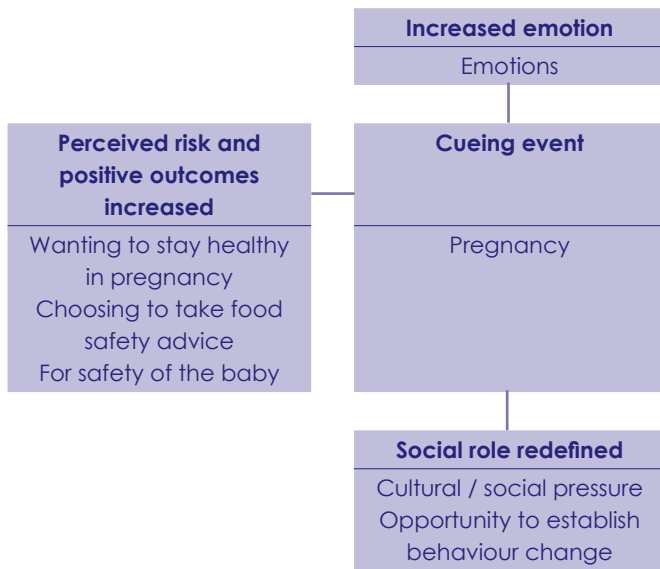 Increased emotion
Emotions
Perceived risk and
positive outcomes
increased
Wanting to stay healthy
in pregnancy
Choosing to take food
safety advice
For safety of the baby
Cueing event
Pregnancy
Social role redefined
Cultural / social pressure
Opportunity to establish
behaviour change